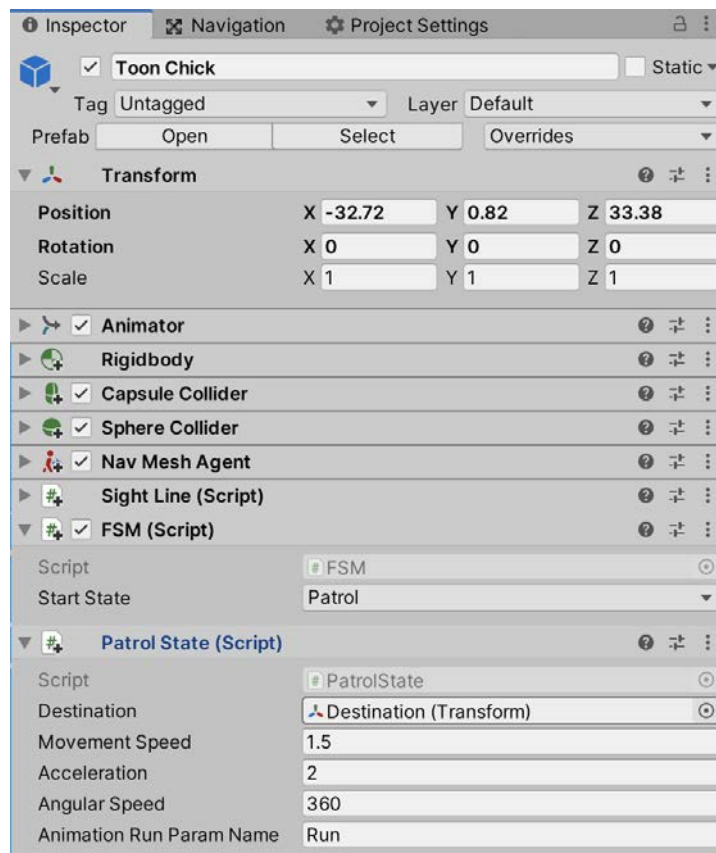 Inspector Navigation Project Settings
Toon Chick Static
Tag Untagged Layer Default
Prefab Open Select Overrides
Transform
Position X -32.72 Y 0.82 Z 33.38
Rotation X 0 Y 0 Z 0
Scale X 1 Y 1 Z 1
Animator
Rigidbody
Capsule Collider
Sphere Collider
Nav Mesh Agent
Sight Line (Script)
FSM (Script)
Script FSM
Start State Patrol
Patrol State (Script)
Script PatrolState
Destination Destination (Transform)
Movement Speed 1.5
Acceleration 2
Angular Speed 360
Animation Run Param Name Run